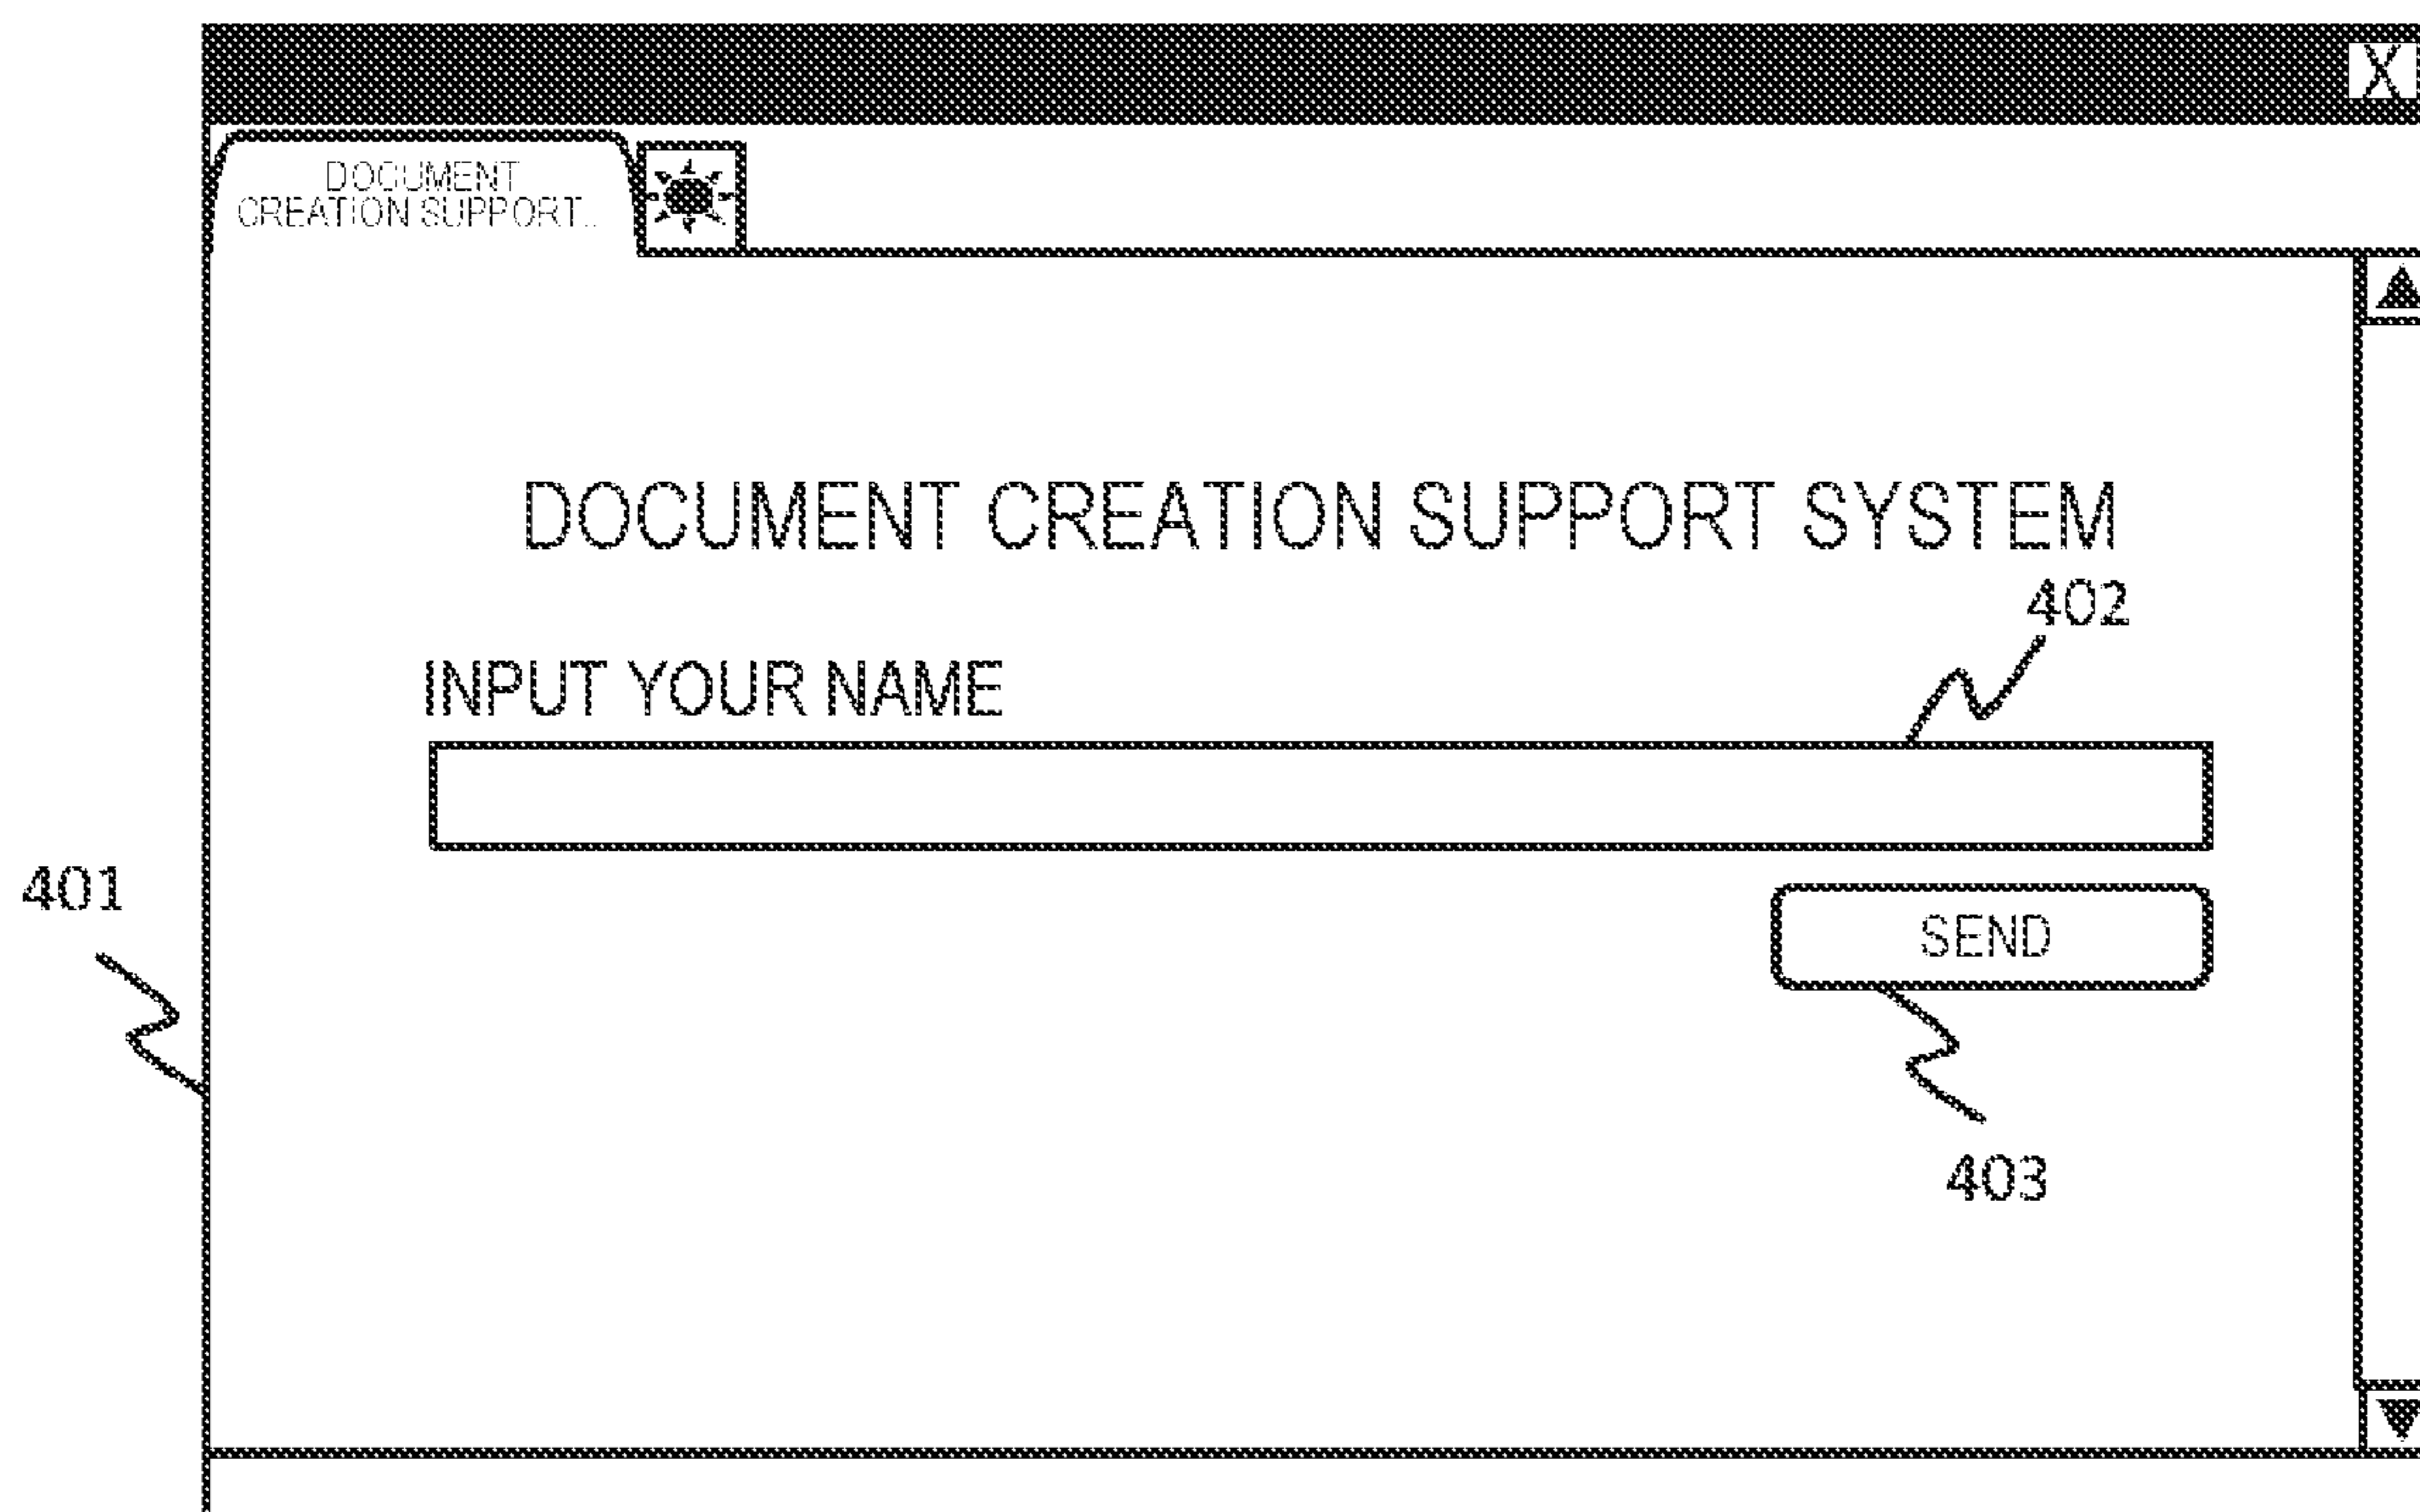 X
DOCUMENT
CREATION SUPPORT...
DOCUMENT CREATION SUPPORT SYSTEM
402
INPUT YOUR NAME
401
SEND
403